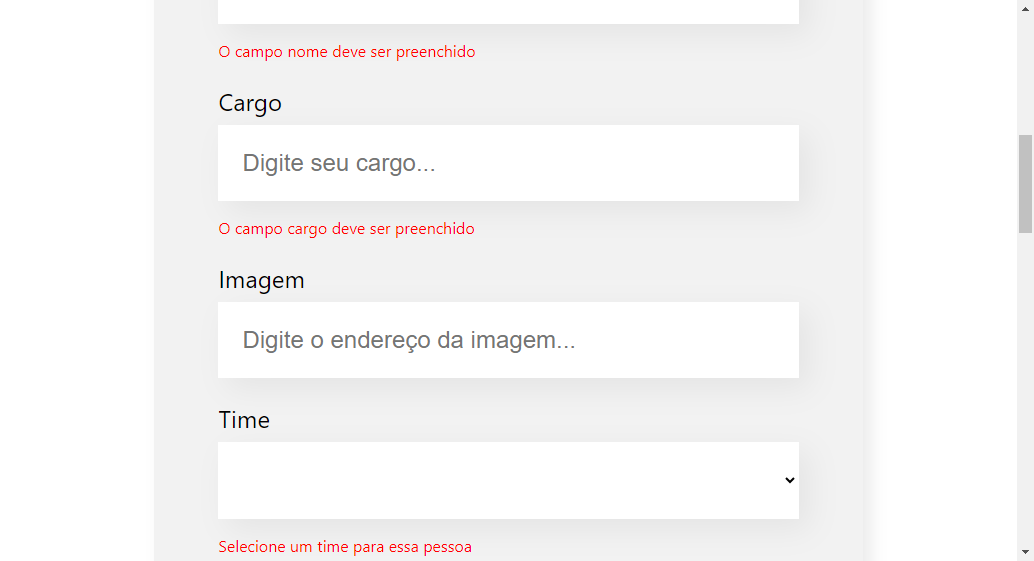 O campo nome deve ser preenchido
Cargo
Digite seu cargo...
O campo cargo deve ser preenchido
Imagem
Digite o endereço da imagem...
Time
Selecione um time para essa pessoa